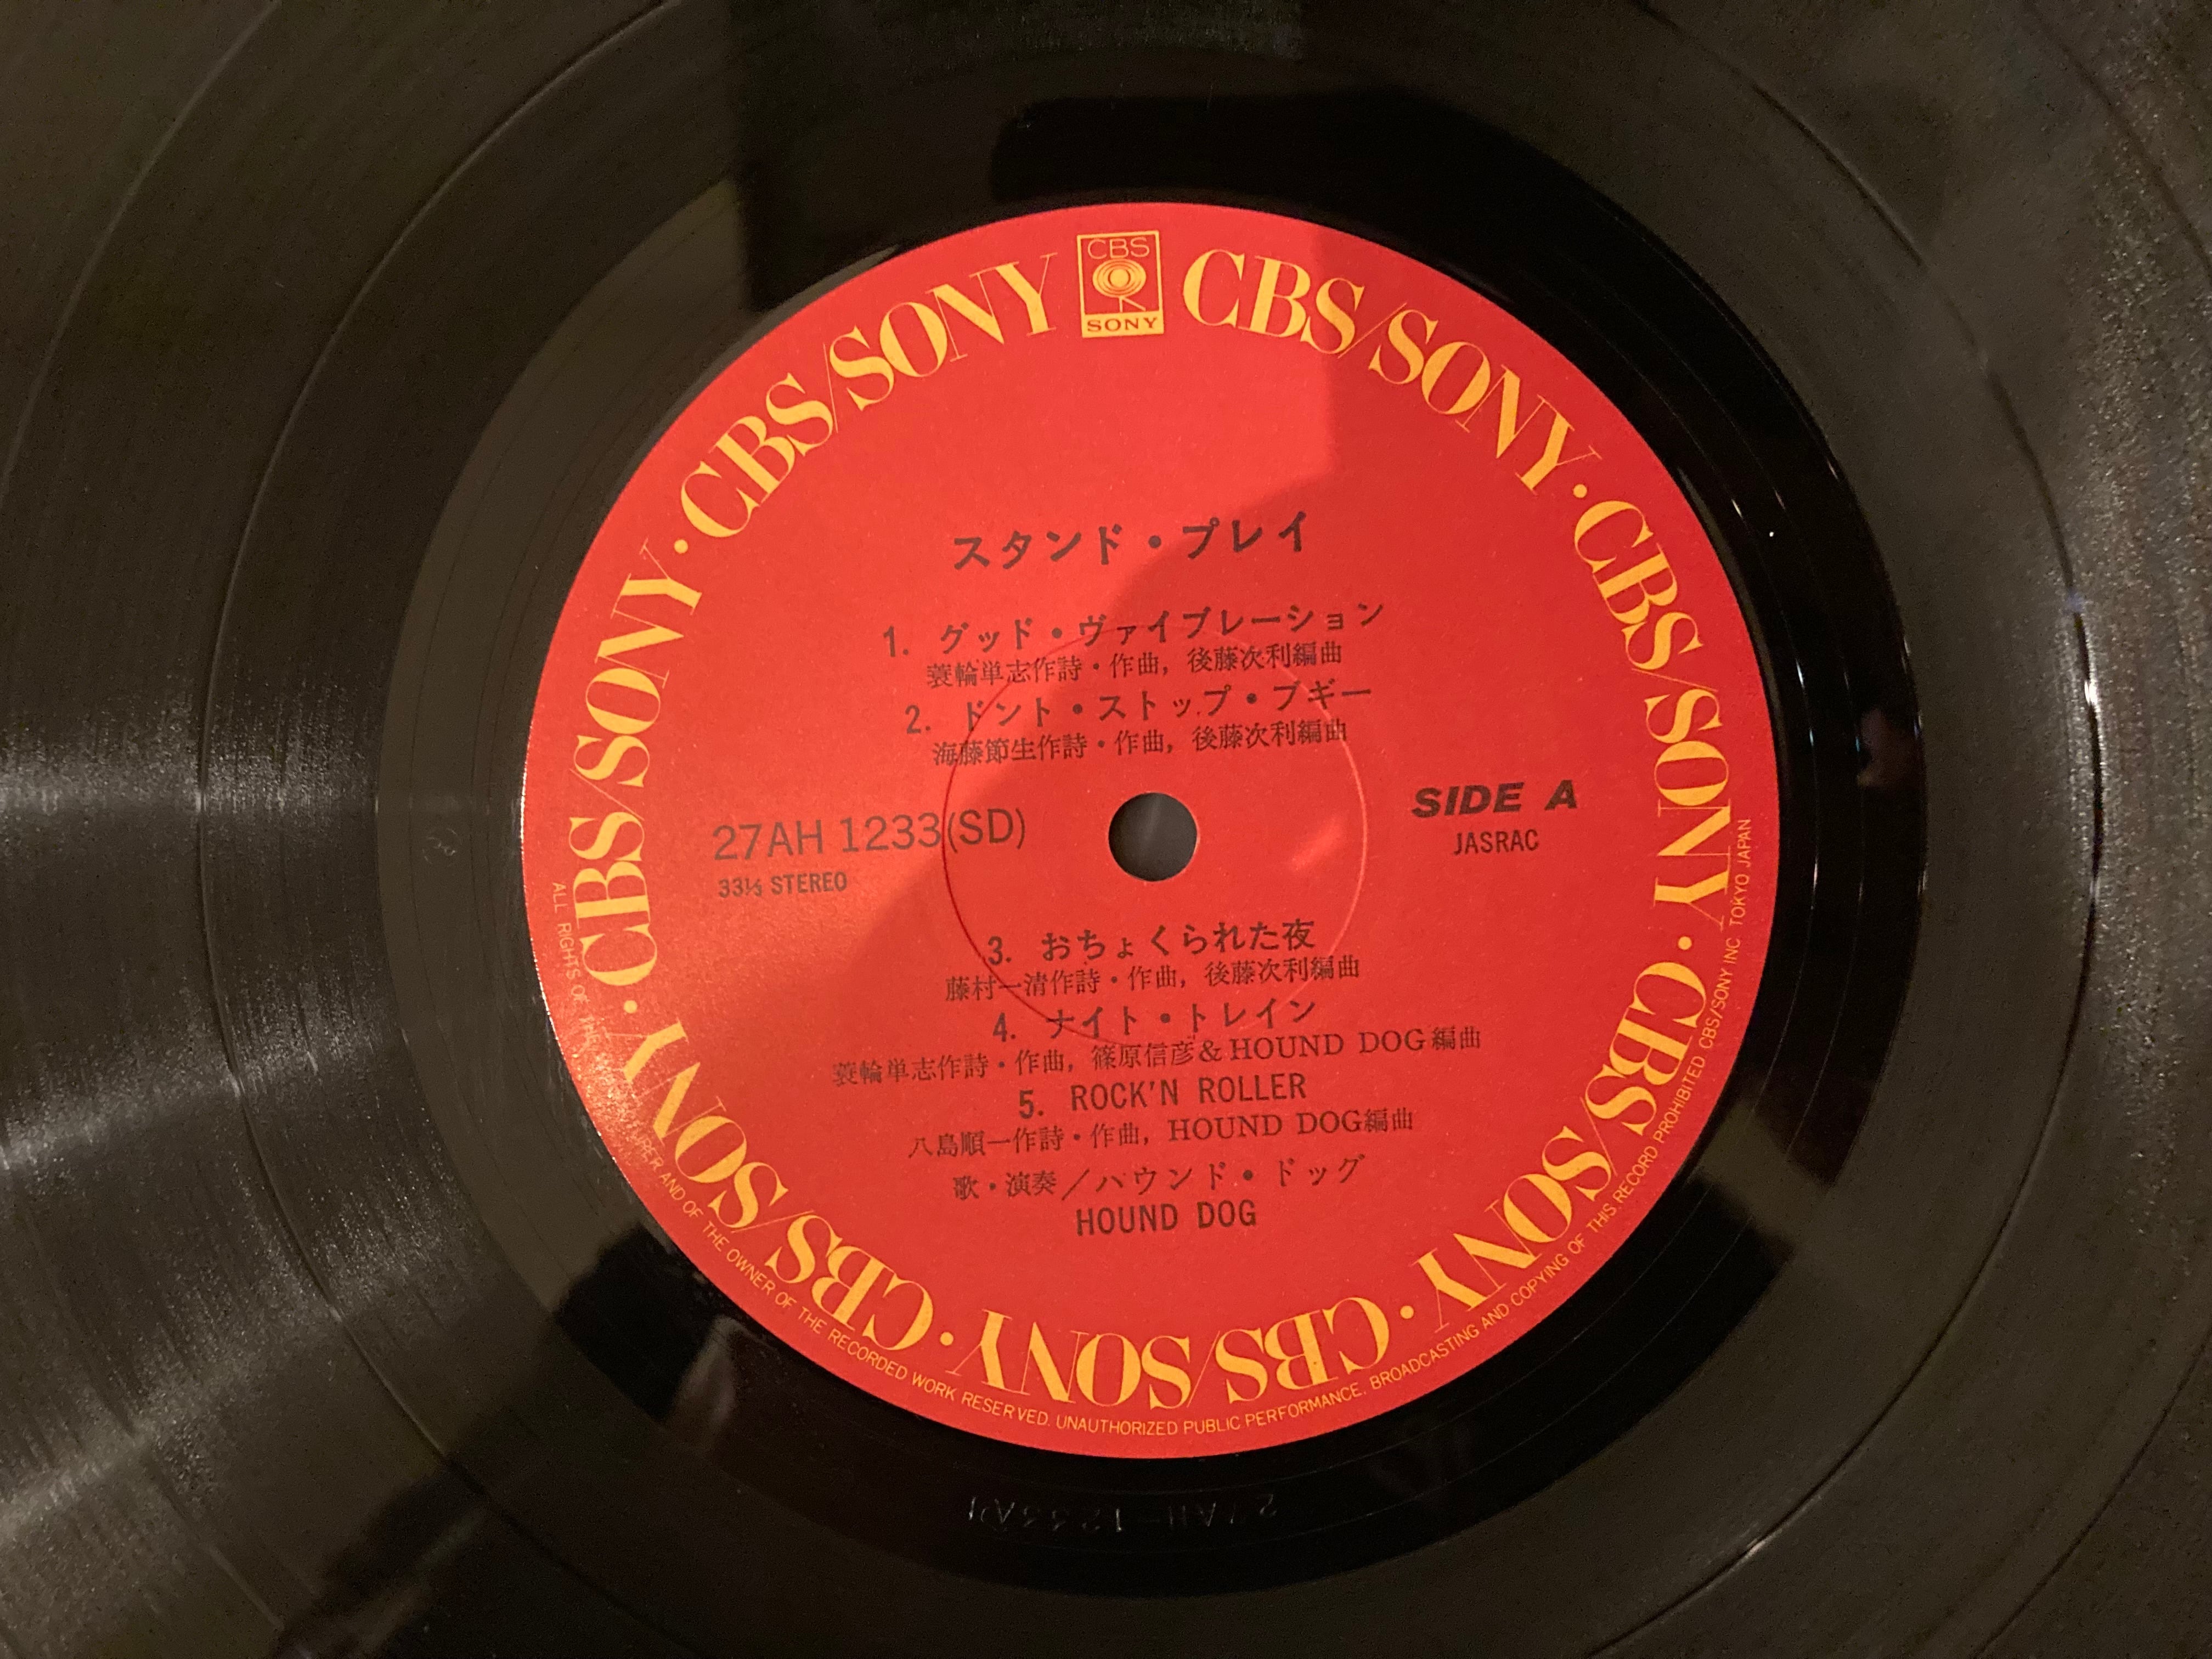 CBS
SONY
CBS/SONY · CBS/SONY · CBS/SONY · CBS/SONY · CBS/SONY · CBS/SONY · CBS/SONY · CBS/SONY · CBS/SONY
スタンド・プレイ
1. グッド・ヴァイブレーション
蓑輪単志作詩・作曲, 後藤次利編曲
2. ドント・ストップ・ブギー
海藤節生作詩・作曲, 後藤次利編曲
27AH 1233(SD)
33⅓ STEREO
SIDE A
JASRAC
3. おちょくられた夜
藤村一清作詩・作曲, 後藤次利編曲
4. ナイト・トレイン
蓑輪単志作詩・作曲, 篠原信彦&HOUND DOG編曲
5. ROCK'N ROLLER
八島順一作詩・作曲, HOUND DOG編曲
歌・演奏/ハウンド・ドッグ
HOUND DOG
ALL RIGHTS OF THE AND OF THE OWNER OF THE RECORDED WORK RESERVED. UNAUTHORIZED PUBLIC PERFORMANCE. BROADCASTING AND COPYING OF THIS RECORD PROHIBITED CBS/SONY INC TOKYO JAPAN